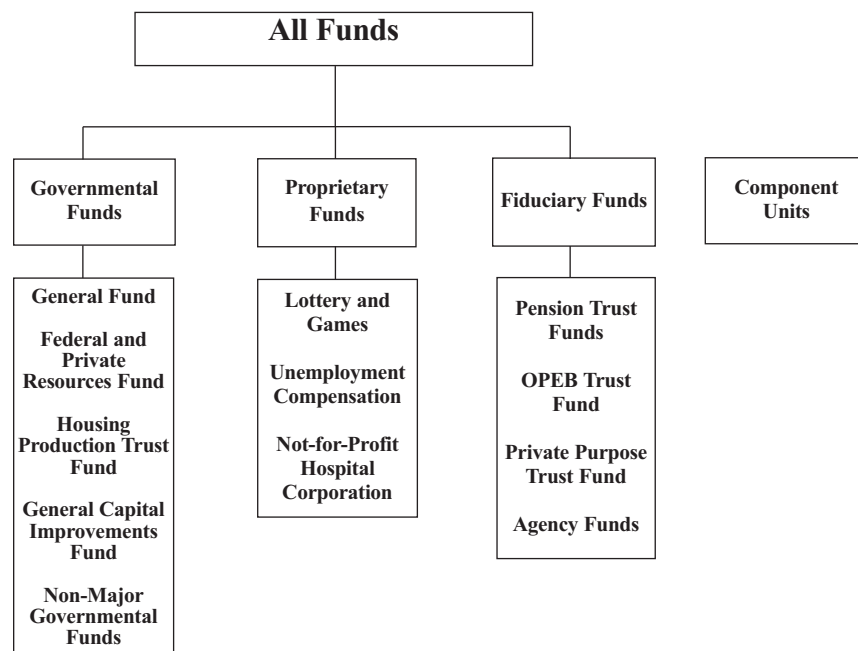 All Funds
Governmental
Funds
Proprietary
Funds
Fiduciary Funds
Component
Units
General Fund
Federal and
Private
Resources Fund
Housing
Production Trust
Fund
General Capital
Improvements
Fund
Non-Major
Governmental
Funds
Lottery and
Games
Unemployment
Compensation
Not-for-Profit
Hospital
Corporation
Pension Trust
Funds
OPEB Trust
Fund
Private Purpose
Trust Fund
Agency Funds